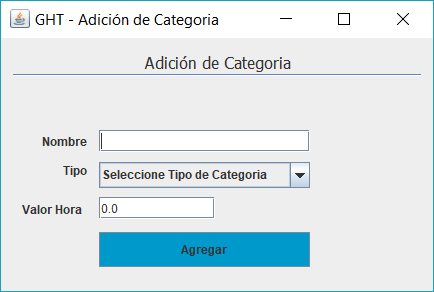 GHT - Adición de Categoria
Adición de Categoria
Nombre
Tipo
Seleccione Tipo de Categoria
Valor Hora
0.0
Agregar